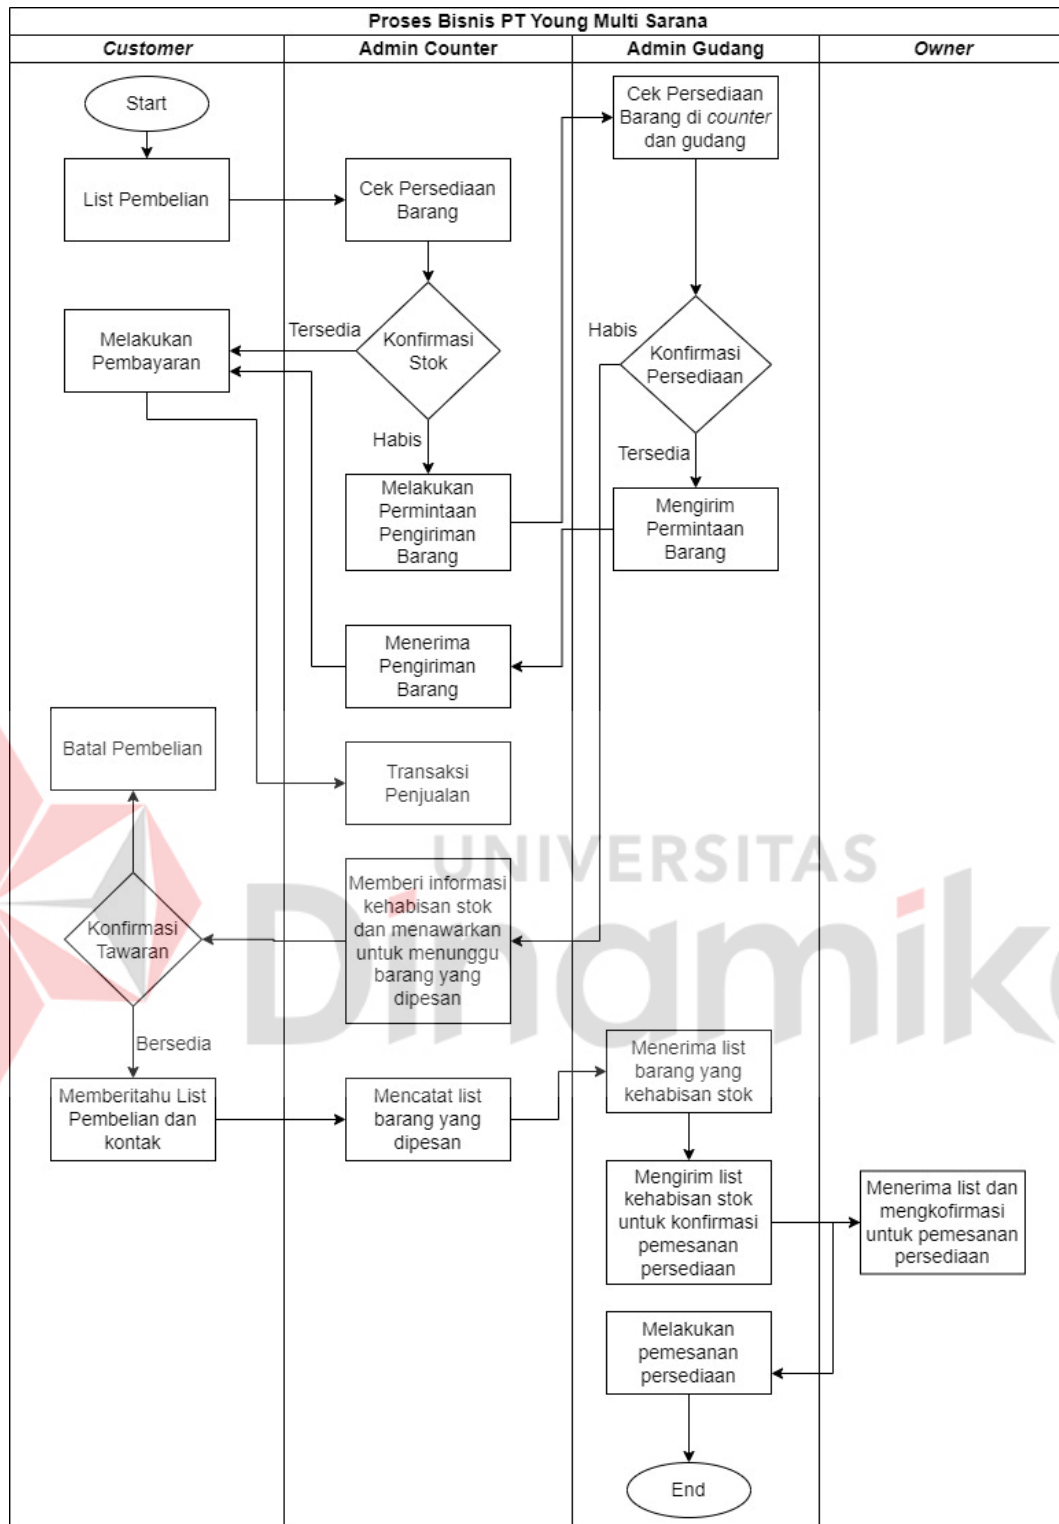 Proses Bisnis PT Young Multi Sarana
Customer
Admin Counter
Admin Gudang
Owner
Start
List Pembelian
Cek Persediaan
Barang
Cek Persediaan
Barang di counter
dan gudang
Konfirmasi
Stok
Tersedia
Habis
Melakukan
Pembayaran
Habis
Konfirmasi
Persediaan
Tersedia
Melakukan
Permintaan
Pengiriman
Barang
Mengirim
Permintaan
Barang
Menerima
Pengiriman
Barang
Batal Pembelian
Transaksi
Penjualan
UNIVERSITAS
Dinamika
Memberi informasi
kehabisan stok
dan menawarkan
untuk menunggu
barang yang
dipesan
Konfirmasi
Tawaran
Bersedia
Memberitahu List
Pembelian dan
kontak
Mencatat list
barang yang
dipesan
Menerima list
barang yang
kehabisan stok
Mengirim list
kehabisan stok
untuk konfirmasi
pemesanan
persediaan
Menerima list dan
mengkofirmasi
untuk pemesanan
persediaan
Melakukan
pemesanan
persediaan
End